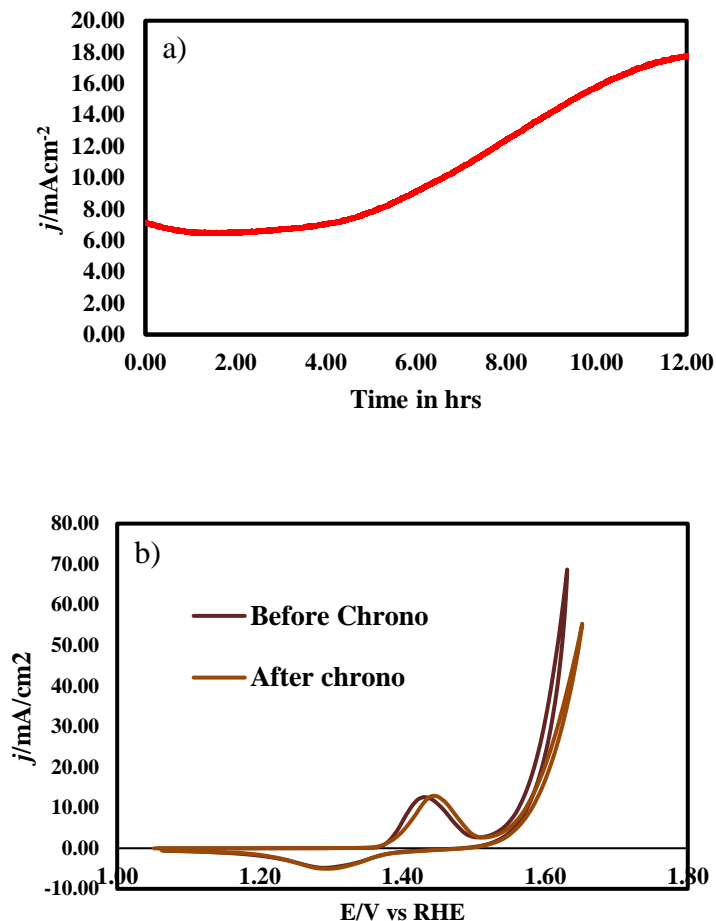 a)
20.00
18.00
16.00
14.00
12.00
10.00
8.00
6.00
4.00
2.00
0.00
j/mAcm-2
0.00 2.00 4.00 6.00 8.00 10.00 12.00
Time in hrs
b)
80.00
70.00
60.00
50.00
40.00
30.00
20.00
10.00
0.00
-10.00
j/mA/cm2
Before Chrono
After chrono
1.00 1.20 1.40 1.60 1.80
E/V vs RHE